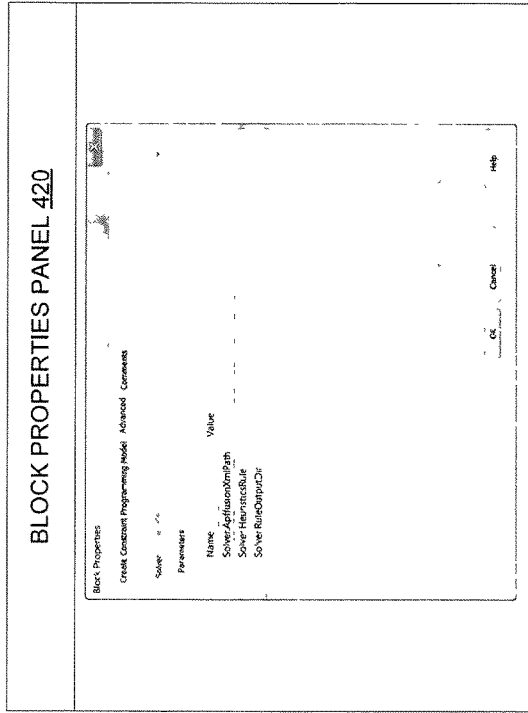 BLOCK PROPERTIES PANEL 420
Block Properties
Create Constraint Programming Model Advanced Comments
Solver
Parameters
Name Value
Solver.ApffusionXmlPath
Solver.HeuristicsRule
Solver.RuleOutputDir
OK Cancel Help